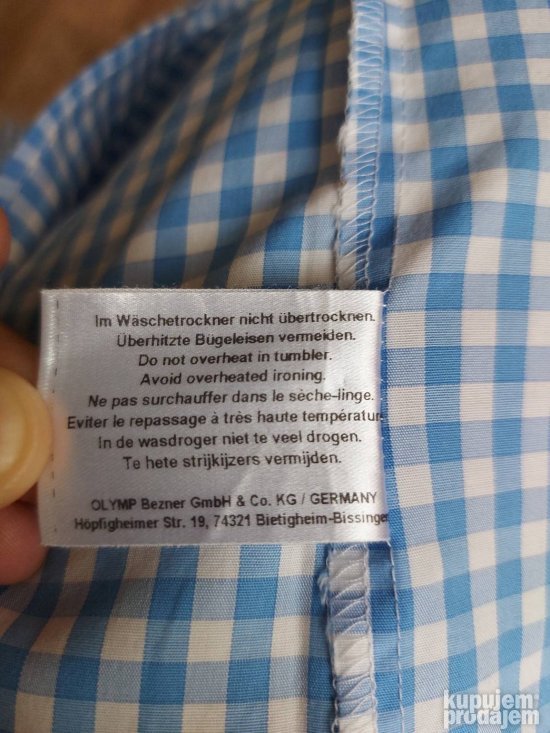 Im Wäschetrockner nicht übertrocknen.
Überhitzte Bügeleisen vermeiden.
Do not overheat in tumbler.
Avoid overheated ironing.
Ne pas surchauffer dans le sèche-linge.
Eviter le repassage à très haute températur
In de wasdroger niet te veel drogen.
Te hete strijkijzers vermijden.
OLYMP Bezner GmbH & Co. KG / GERMANY
Höpfigheimer Str. 19, 74321 Bietigheim-Bissingen
kupujem
prodajem